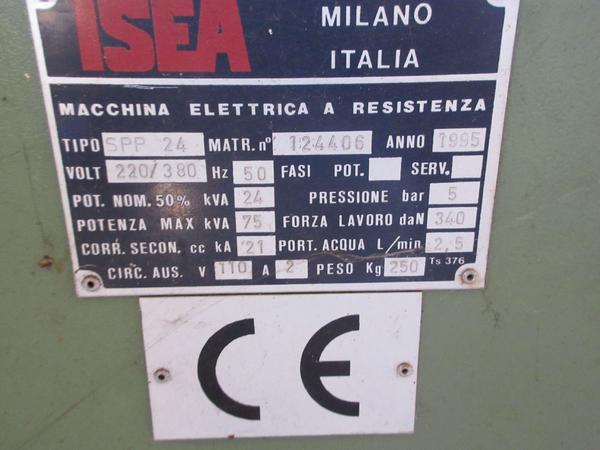 ISEA
MILANO
ITALIA
MACCHINA ELETTRICA A RESISTENZA
TIPO SPP 24 MATR. n° 124406 ANNO 1995
VOLT 220/380 Hz 50 FASI POT. SERV.
POT. NOM. 50% kVA 24 PRESSIONE bar 5
POTENZA MAX kVA 75 FORZA LAVORO daN 340
CORR. SECON. cc kA 21 PORT. ACQUA L/min 2,5
CIRC. AUS. V 110 A 2 PESO Kg 250 Ts 376
CE